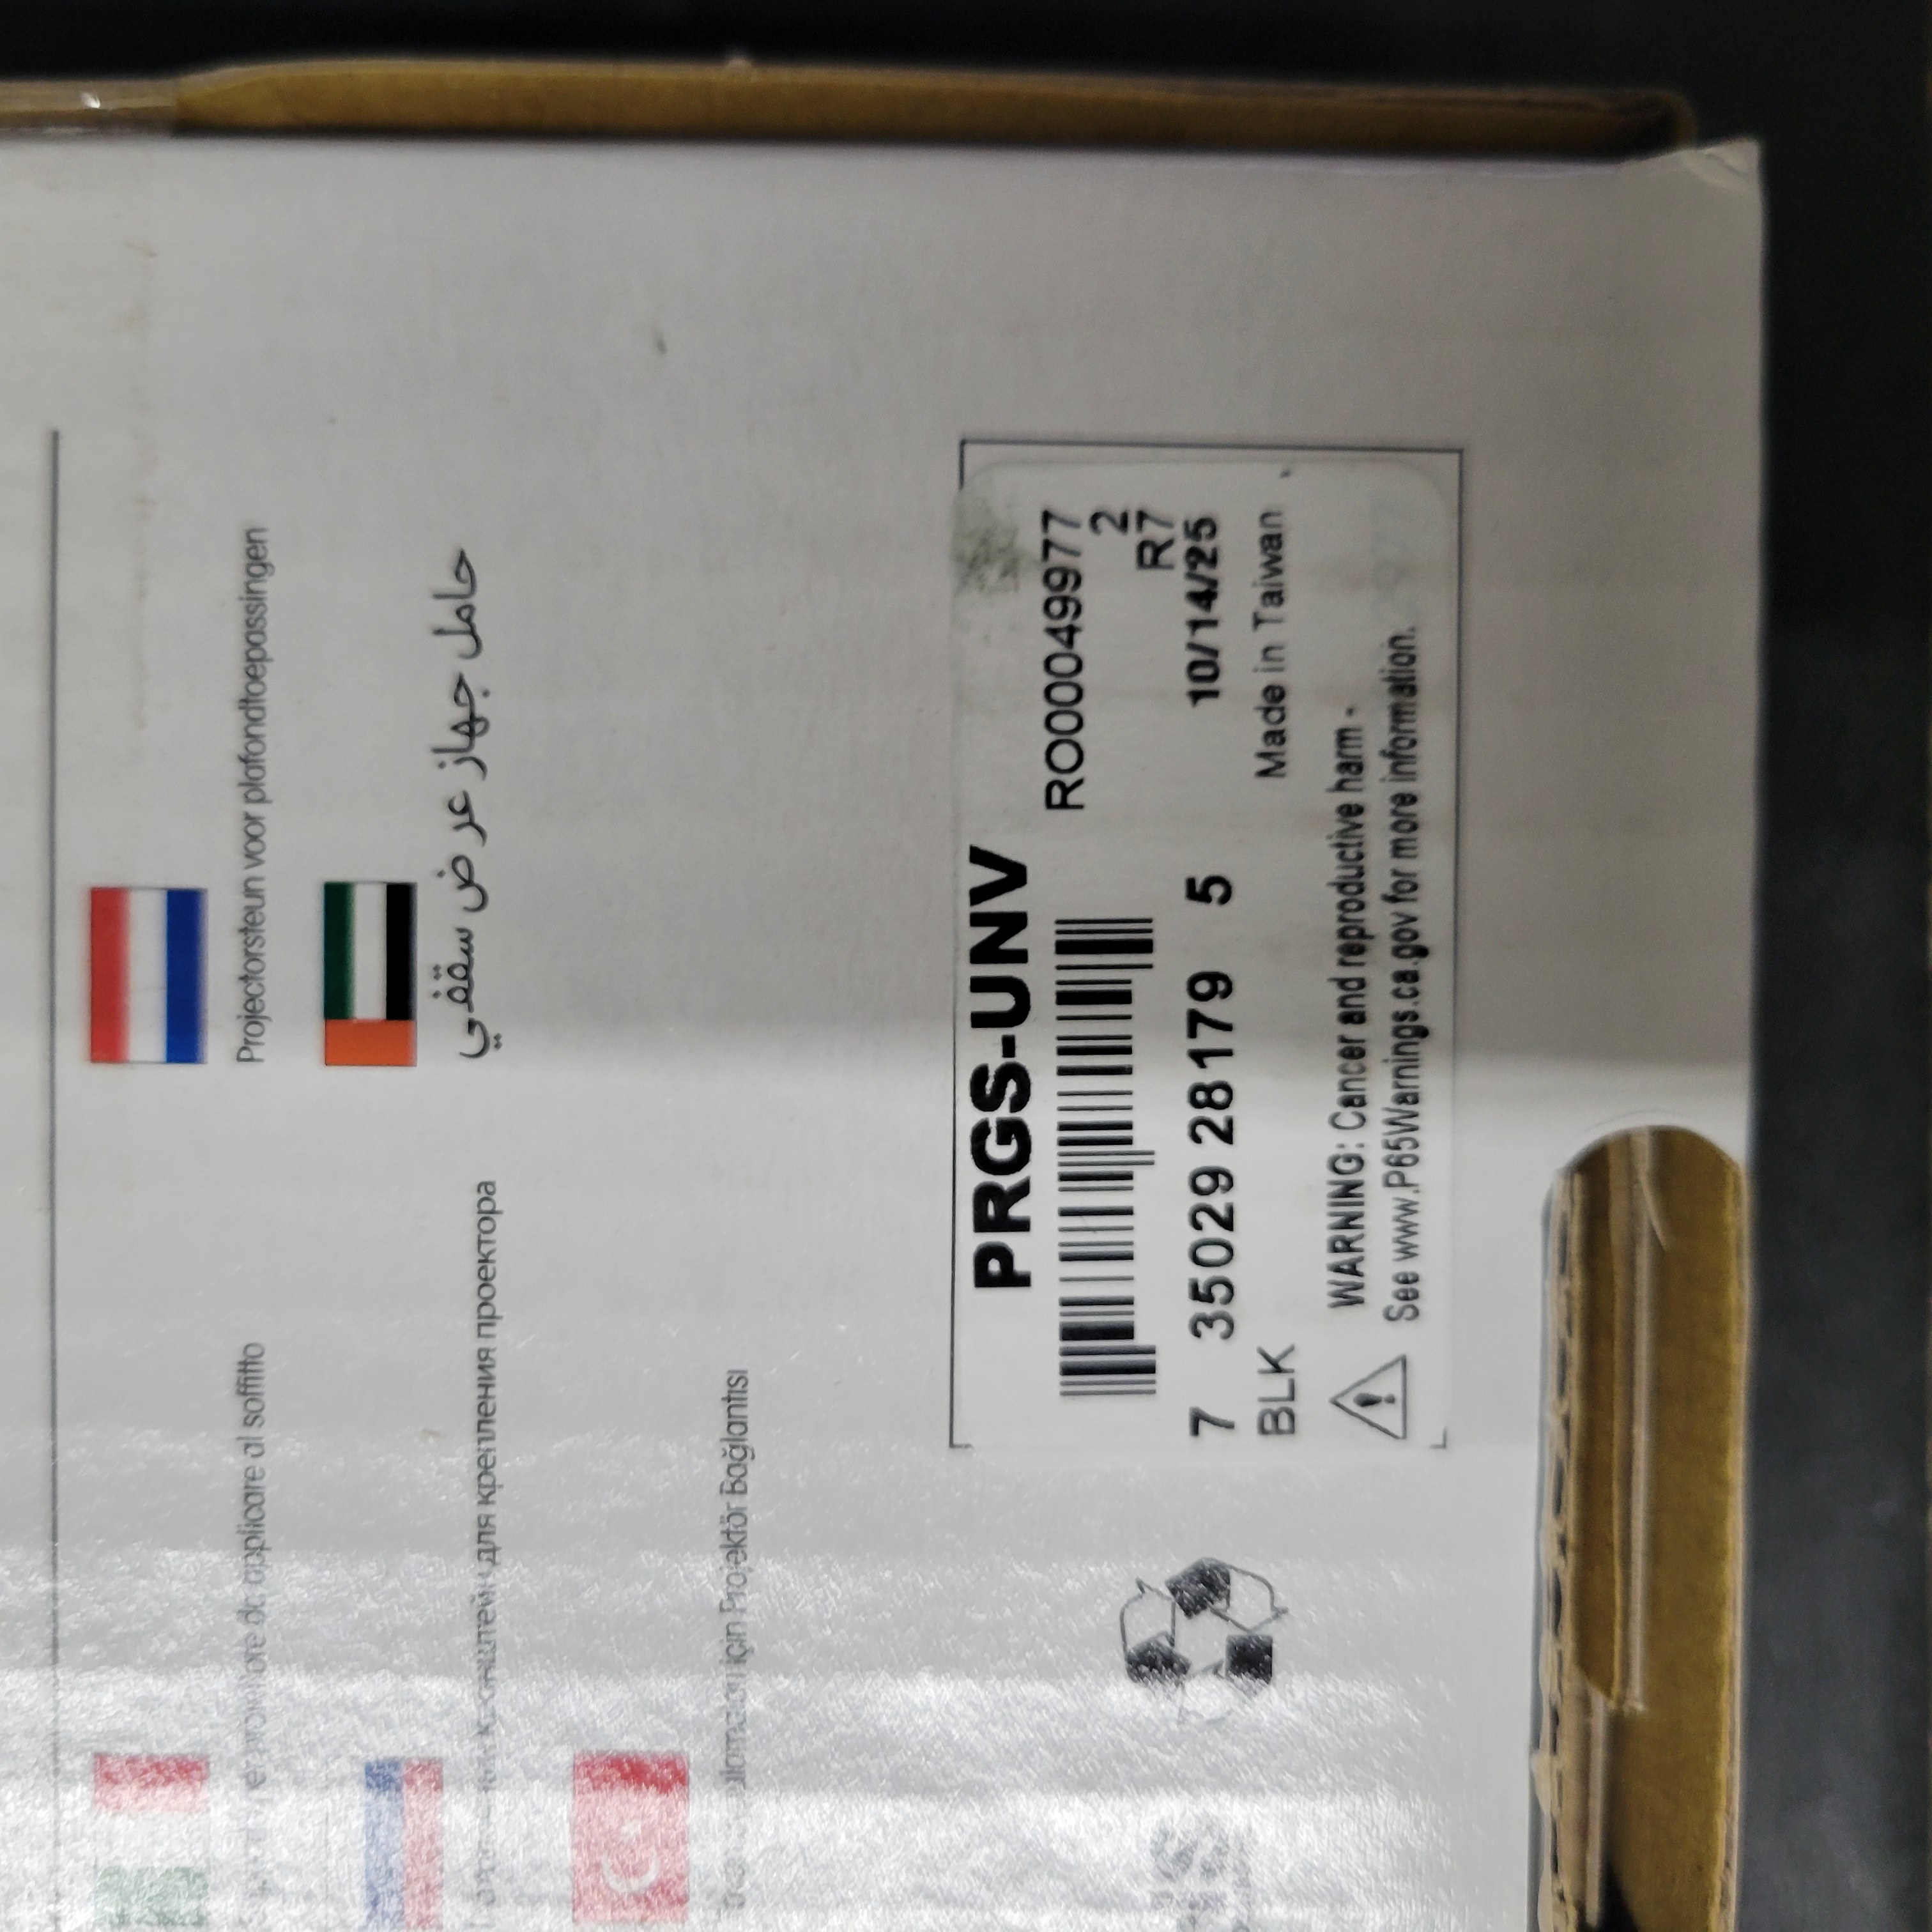 Projectorsteun voor plafondtoepassingen
حامل جهاز عرض سقفي
applicare al soffitto
для крепления проектора
için Projektör Bağlantısı
PRGS-UNV
RO00049977
2
R7
7 35029 28179 5
10/14/25
BLK
Made in Taiwan
WARNING: Cancer and reproductive harm -
See www.P65Warnings.ca.gov for more information.